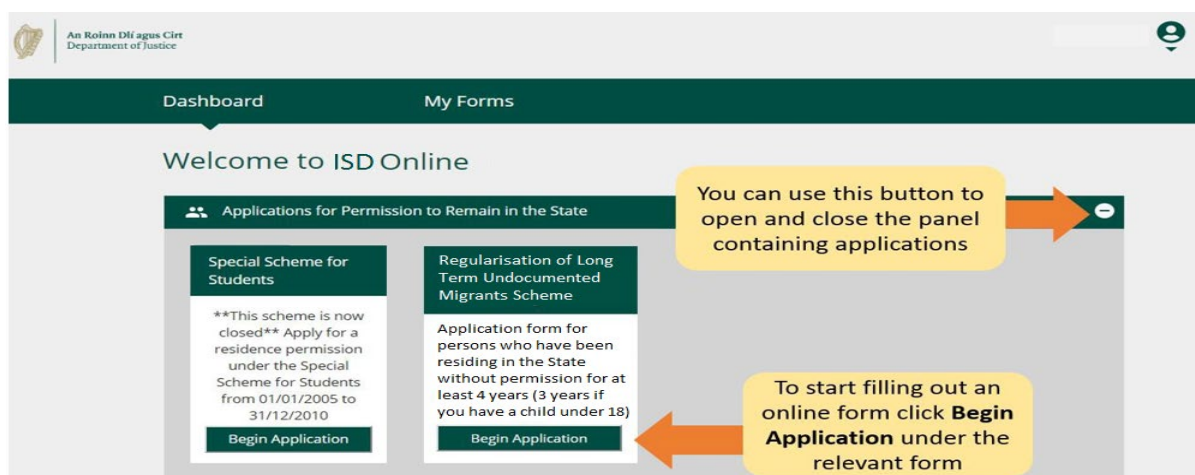 An Roinn Dlí agus Cirt
Department of Justice
Dashboard
My Forms
Welcome to ISD Online
Applications for Permission to Remain in the State
You can use this button to
open and close the panel
containing applications
Special Scheme for
Students
**This scheme is now
closed** Apply for a
residence permission
under the Special
Scheme for Students
from 01/01/2005 to
31/12/2010
Begin Application
Regularisation of Long
Term Undocumented
Migrants Scheme
Application form for
persons who have been
residing in the State
without permission for at
least 4 years (3 years if
you have a child under 18)
Begin Application
To start filling out an
online form click Begin
Application under the
relevant form